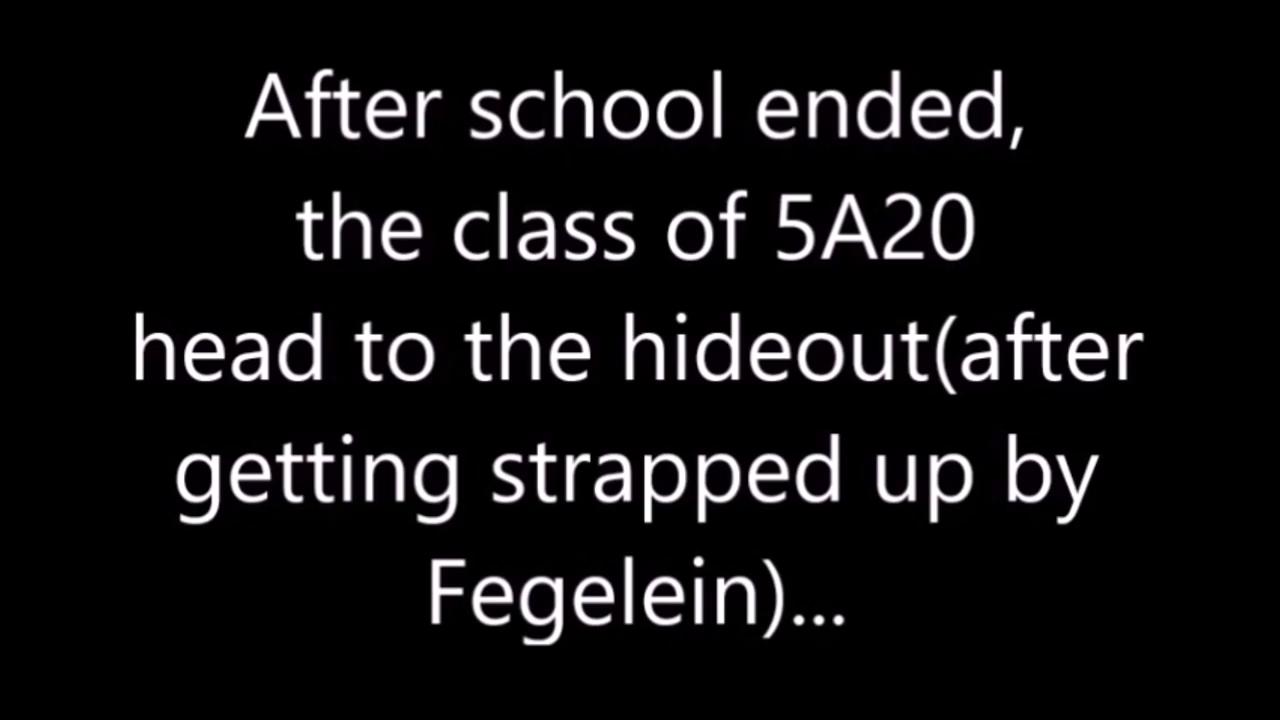 After school ended,
the class of 5A20
head to the hideout(after
getting strapped up by
Fegelein)...